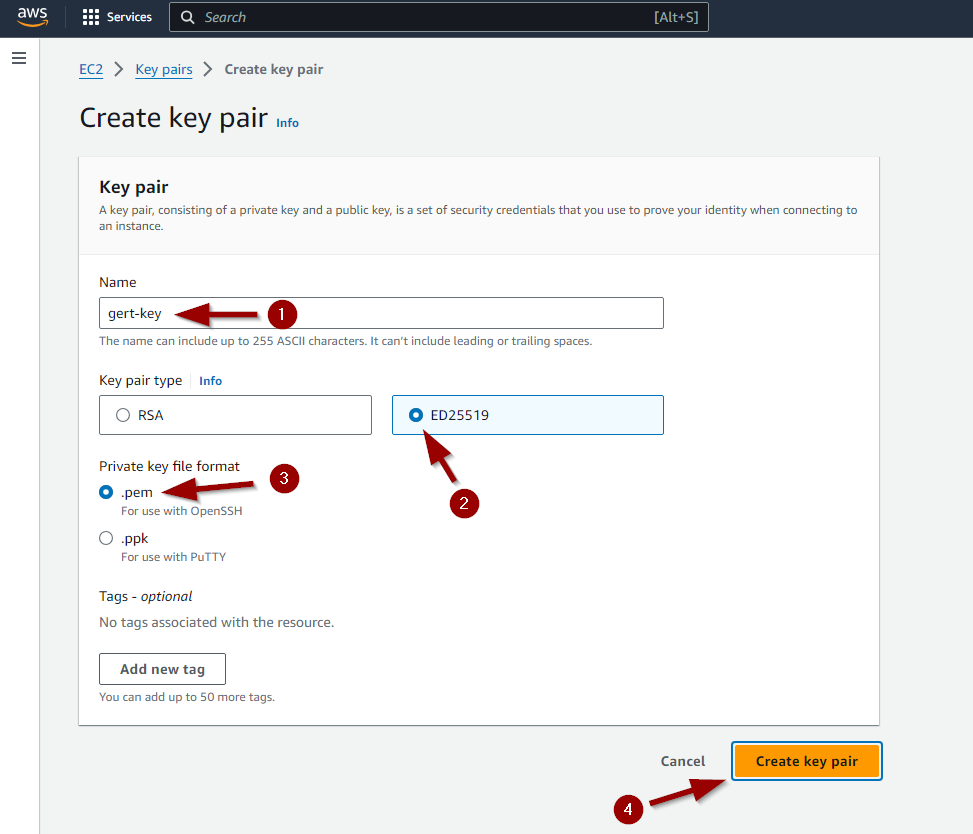 aws
Services
Search
[Alt+S]
EC2 > Key pairs > Create key pair
Create key pair Info
Key pair
A key pair, consisting of a private key and a public key, is a set of security credentials that you use to prove your identity when connecting to
an instance.
Name
gert-key
1
The name can include up to 255 ASCII characters. It can't include leading or trailing spaces.
Key pair type Info
RSA
ED25519
2
Private key file format
3
.pem
For use with OpenSSH
.ppk
For use with PuTTY
Tags - optional
No tags associated with the resource.
Add new tag
You can add up to 50 more tags.
Cancel
Create key pair
4